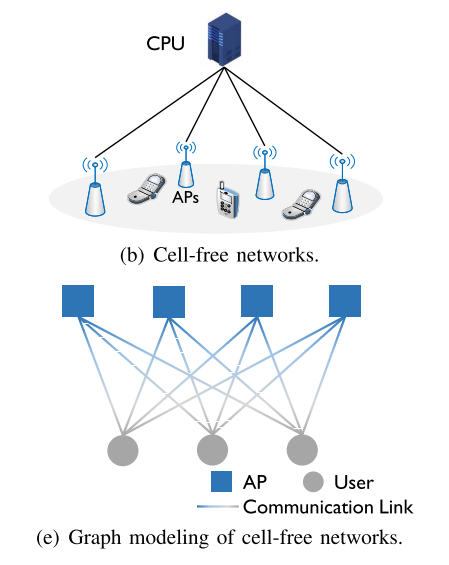 CPU
APs
(b) Cell-free networks.
AP
User
Communication Link
(e) Graph modeling of cell-free networks.